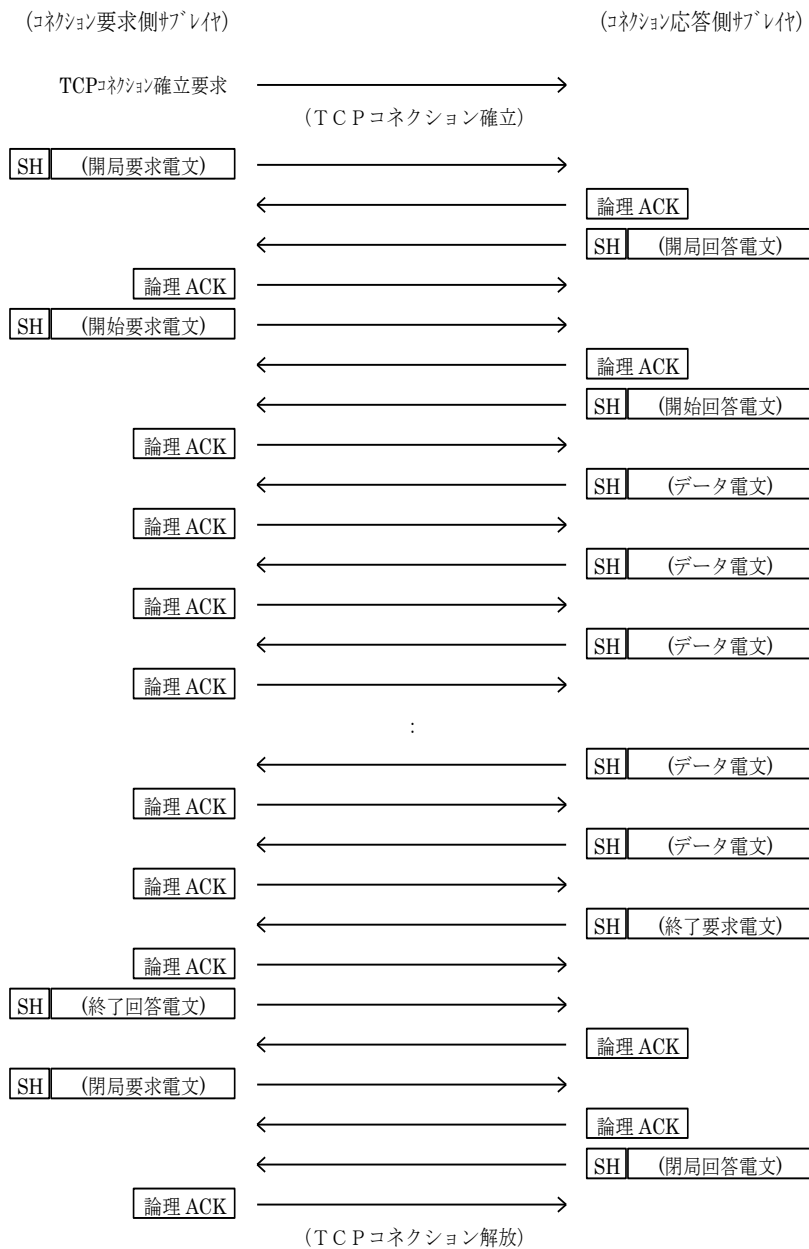 (ｺﾈｸｼｮﾝ要求側ｻﾌﾞﾚｲﾔ) (ｺﾈｸｼｮﾝ応答側ｻﾌﾞﾚｲﾔ)
TCPｺﾈｸｼｮﾝ確立要求
(ＴＣＰコネクション確立)
SH (開局要求電文)
論理 ACK
SH (開局回答電文)
論理 ACK
SH (開始要求電文)
論理 ACK
SH (開始回答電文)
論理 ACK
SH (データ電文)
論理 ACK
SH (データ電文)
論理 ACK
SH (データ電文)
論理 ACK
:
SH (データ電文)
論理 ACK
SH (データ電文)
論理 ACK
SH (終了要求電文)
論理 ACK
SH (終了回答電文)
論理 ACK
SH (閉局要求電文)
論理 ACK
SH (閉局回答電文)
論理 ACK
(ＴＣＰコネクション解放)